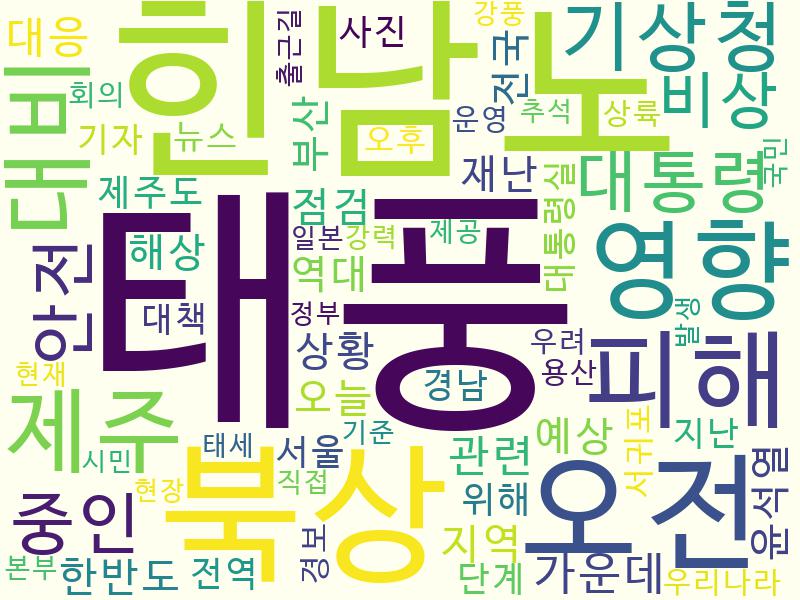 대응
힌남노
출근길
사진
강풍
전국
기상청
대비
회의
비상
기자
뉴스
부산
오후
운영
추석
상륙
국민
제주도
점검
재난
대통령
대통령실
태풍
안전
해상
일본
강력
제공
영향
역대
대책
정부
발생
현재
상황
경남
우려
용산
피해
제주
오늘
서귀포
시민
태세
서울
기준
관련
예상
지난
윤석열
중인
현장
북상
직접
위해
오전
본부
한반도
전역
경보
지역
단계
가운데
우리나라